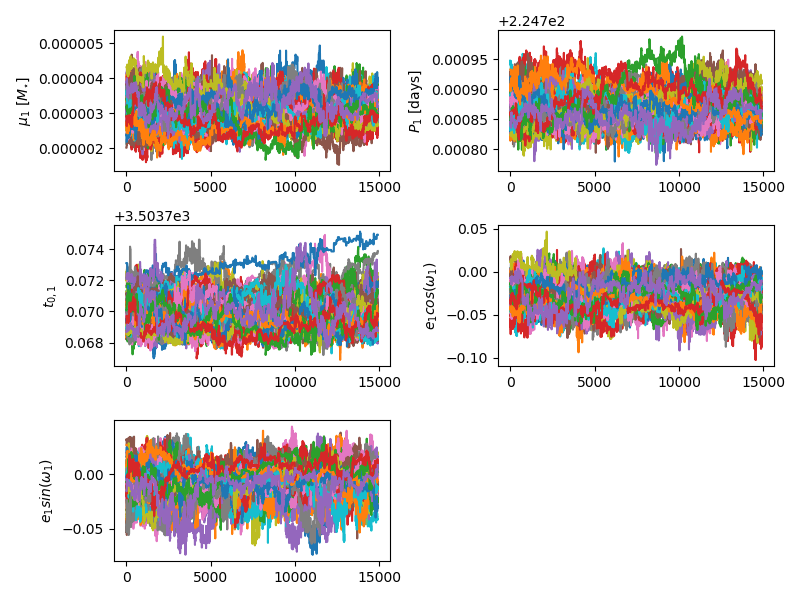 +2.247e2
0.000005
0.000004
0.000003
0.000002
μ₁ [M⋆]
0 5000 10000 15000
0.00095
0.00090
0.00085
0.00080
P₁ [days]
0 5000 10000 15000
+3.5037e3
0.074
0.072
0.070
0.068
t₀,₁
0 5000 10000 15000
0.05
0.00
−0.05
−0.10
e₁cos(ω₁)
0 5000 10000 15000
0.00
−0.05
e₁sin(ω₁)
0 5000 10000 15000